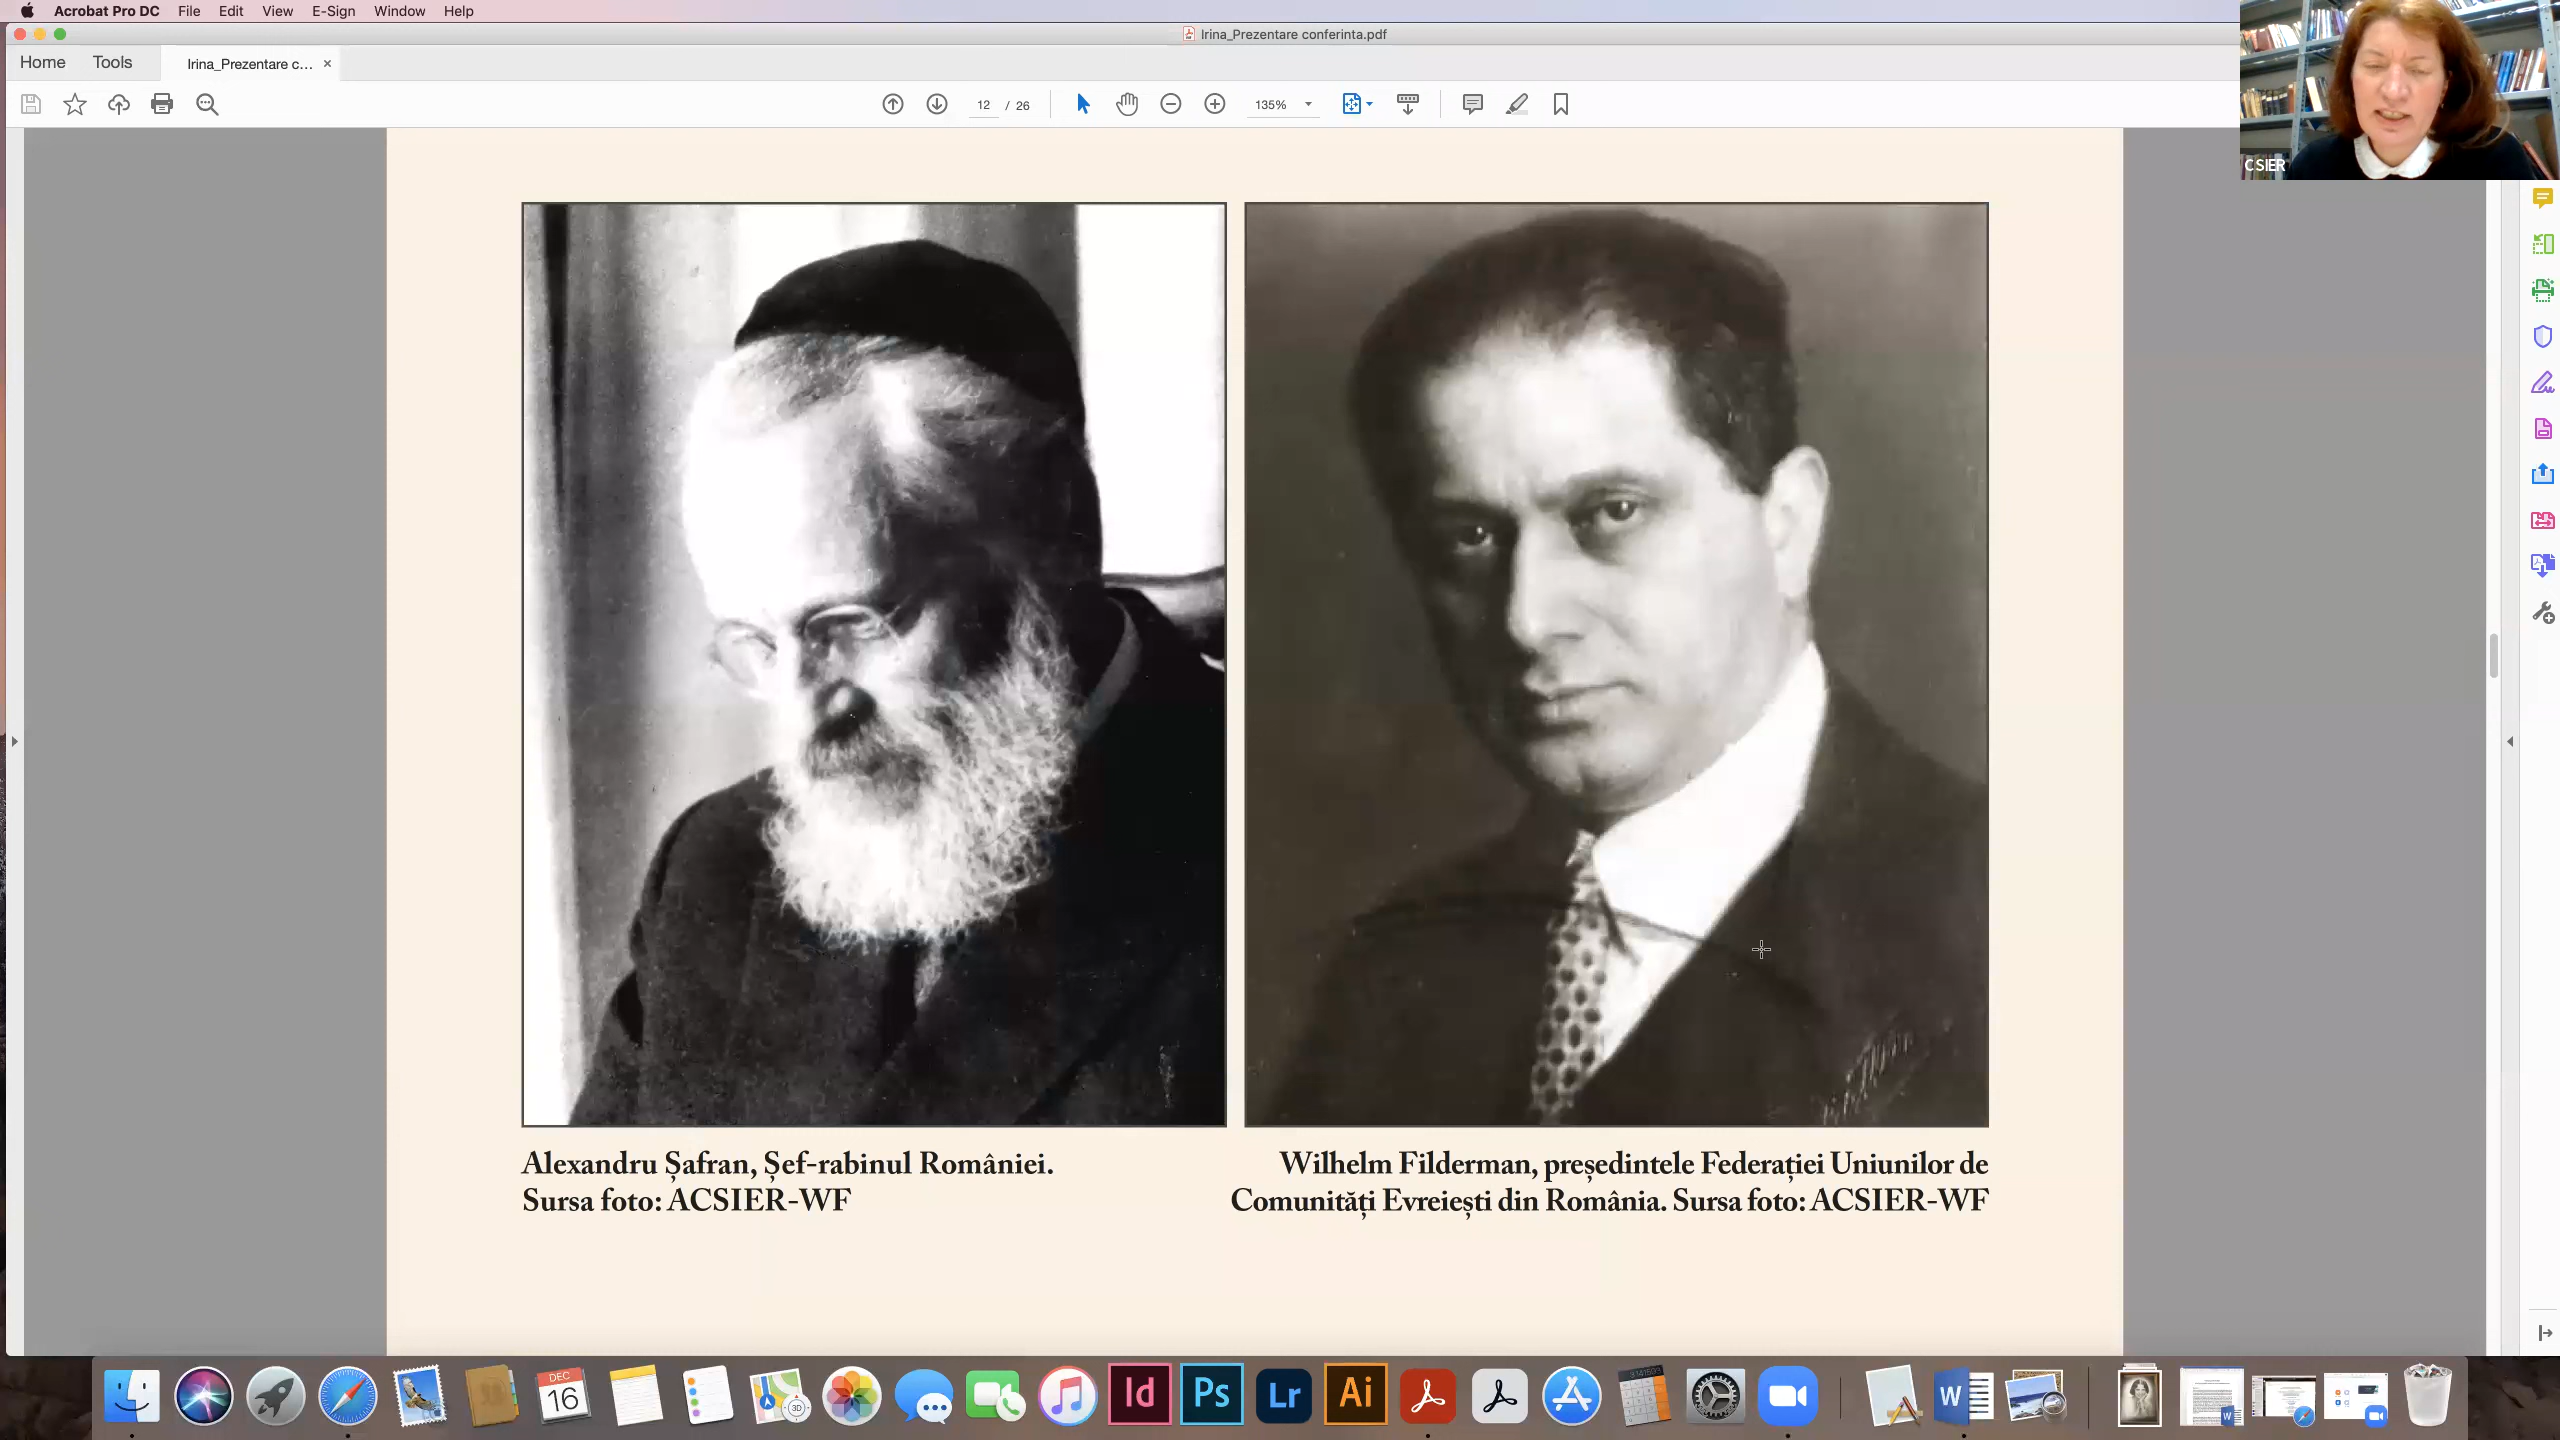 Acrobat Pro DC File Edit View E-Sign Window Help
Irina_Prezentare conferinta.pdf
Home Tools Irina_Prezentare c... ×
12 / 26 135%
CSIER
Alexandru Șafran, Șef-rabinul României.
Sursa foto: ACSIER-WF
Wilhelm Filderman, președintele Federației Uniunilor de
Comunități Evreiești din România. Sursa foto: ACSIER-WF
DEC
16
3D
Id Ps Lr Ai
W